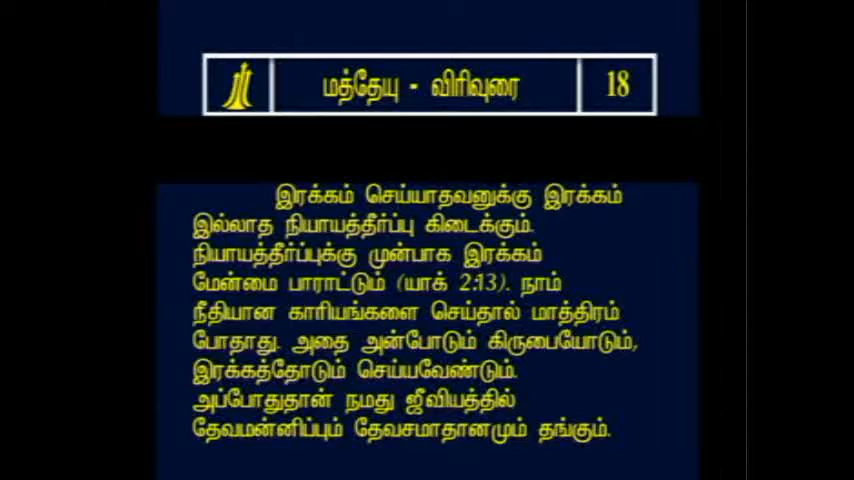 மத்தேயு - விரிவுரை 18
இரக்கம் செய்யாதவனுக்கு இரக்கம்
இல்லாத நியாயத்தீர்ப்பு கிடைக்கும்.
நியாயத்தீர்ப்புக்கு முன்பாக இரக்கம்
மேன்மை பாராட்டும் (யாக் 2:13). நாம்
நீதியான காரியங்களை செய்தால் மாத்திரம்
போதாது. அதை அன்போடும் கிருபையோடும்,
இரக்கத்தோடும் செய்யவேண்டும்.
அப்போதுதான் நமது ஜீவியத்தில்
தேவமன்னிப்பும் தேவசமாதானமும் தங்கும்.